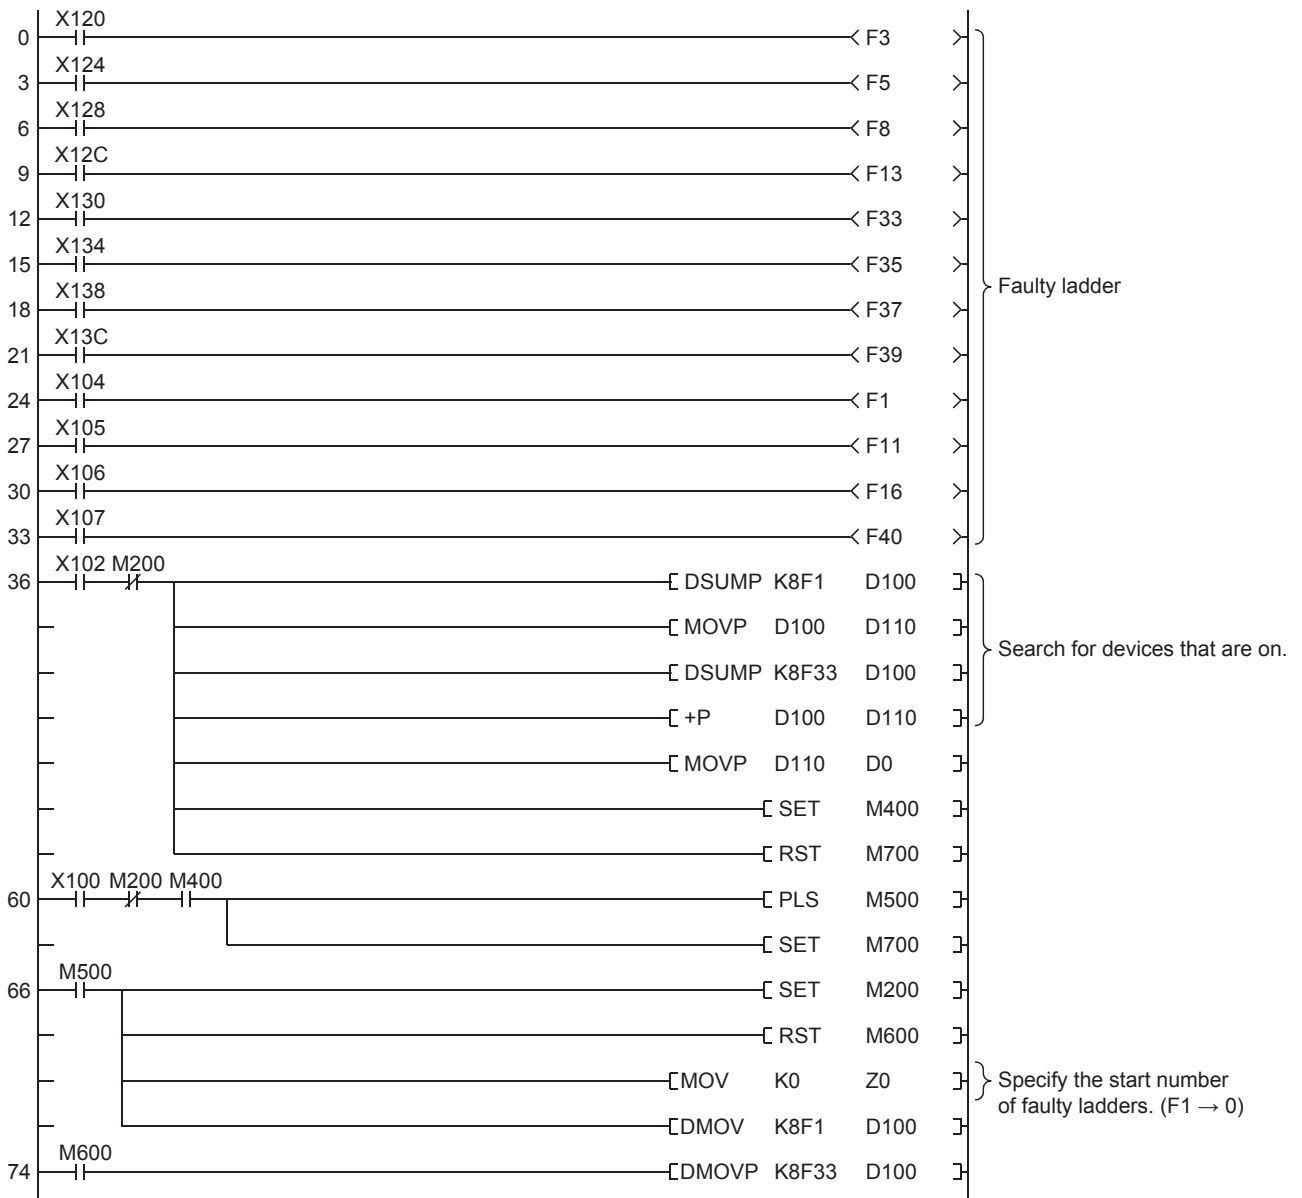 X120
0 F3
X124
3 F5
X128
6 F8
X12C
9 F13
X130
12 F33
X134
15 F35
X138
18 F37
Faulty ladder
X13C
21 F39
X104
24 F1
X105
27 F11
X106
30 F16
X107
33 F40
X102 M200
36 DSUMP K8F1 D100
MOVP D100 D110
Search for devices that are on.
DSUMP K8F33 D100
+P D100 D110
MOVP D110 D0
SET M400
RST M700
X100 M200 M400
60 PLS M500
SET M700
M500
66 SET M200
RST M600
MOV K0 Z0
Specify the start number
of faulty ladders. (F1 → 0)
DMOV K8F1 D100
M600
74 DMOVP K8F33 D100